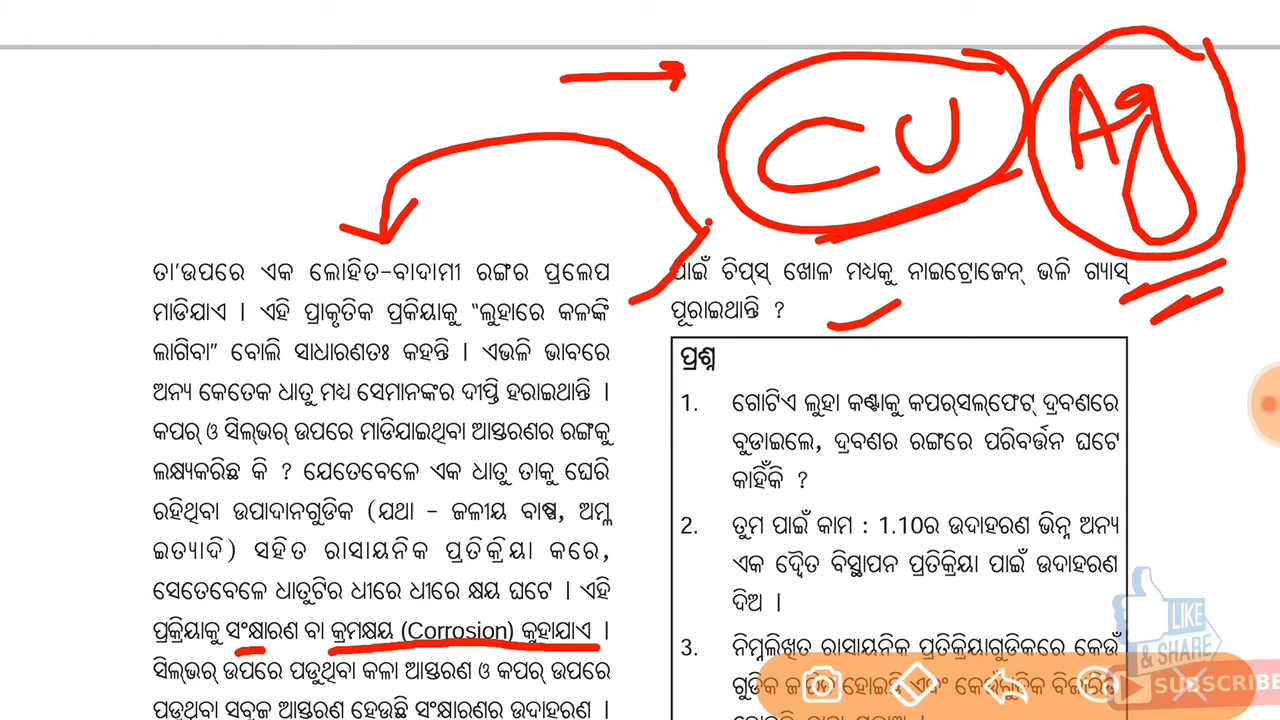 CU Ag
ତା'ଉପରେ ଏକ ଲୋହିତ-ବାଦାମୀ ରଙ୍ଗର ପ୍ରଲେପ
ମାଡିଯାଏ । ଏହି ପ୍ରାକୃତିକ ପ୍ରକିୟାକୁ "ଲୁହାରେ କଳଙ୍କି
ଲାଗିବା" ବୋଲି ସାଧାରଣତଃ କହନ୍ତି । ଏଭଳି ଭାବରେ
ଅନ୍ୟ କେତେକ ଧାତୁ ମଧ୍ୟ ସେମାନଙ୍କର ଦୀପ୍ତି ହରାଇଥାନ୍ତି ।
କପର୍ ଓ ସିଲ୍‌ଭର୍ ଉପରେ ମାଡିଯାଇଥିବା ଆସ୍ତରଣର ରଙ୍ଗକୁ
ଲକ୍ଷ୍ୟକରିଛ କି ? ଯେତେବେଳେ ଏକ ଧାତୁ ତାକୁ ଘେରି
ରହିଥିବା ଉପାଦାନଗୁଡିକ (ଯଥା - ଜଳୀୟ ବାଷ୍ପ, ଅମ୍ଳ
ଇତ୍ୟାଦି) ସହିତ ରାସାୟନିକ ପ୍ରତିକ୍ରିୟା କରେ,
ସେତେବେଳେ ଧାତୁଟିର ଧୀରେ ଧୀରେ କ୍ଷୟ ଘଟେ । ଏହି
ପ୍ରକ୍ରିୟାକୁ ସଂକ୍ଷାରଣ ବା କ୍ରମକ୍ଷୟ (Corrosion) କୁହାଯାଏ ।
ସିଲ୍‌ଭର୍ ଉପରେ ପଡୁଥିବା କଳା ଆସ୍ତରଣ ଓ କପର୍ ଉପରେ
ପଡୁଥିବା ସବୁଜ ଆସ୍ତରଣ ହେଉଛି ସଂକ୍ଷାରଣର ଉଦାହରଣ ।
ପାଇଁ ଚିପ୍‌ସ୍ ଖୋଳ ମଧ୍ୟକୁ ନାଇଟ୍ରୋଜେନ୍ ଭଳି ଗ୍ୟାସ୍
ପୂରାଇଥାନ୍ତି ?
ପ୍ରଶ୍ନ
1. ଗୋଟିଏ ଲୁହା କଣ୍ଟାକୁ କପର୍‌ସଲ୍‌ଫେଟ୍ ଦ୍ରବଣରେ
ବୁଡାଇଲେ, ଦ୍ରବଣର ରଙ୍ଗରେ ପରିବର୍ତ୍ତନ ଘଟେ
କାହିଁକି ?
2. ତୁମ ପାଇଁ କାମ : 1.10ର ଉଦାହରଣ ଭିନ୍ନ ଅନ୍ୟ
ଏକ ଦ୍ୱୈତ ବିସ୍ଥାପନ ପ୍ରତିକ୍ରିୟା ପାଇଁ ଉଦାହରଣ
ଦିଅ ।
3. ନିମ୍ନଲିଖିତ ରାସାୟନିକ ପ୍ରତିକ୍ରିୟାଗୁଡିକରେ କେଉଁ
ଗୁଡିକ
LIKE
& SHARE
SUBSCRIBE